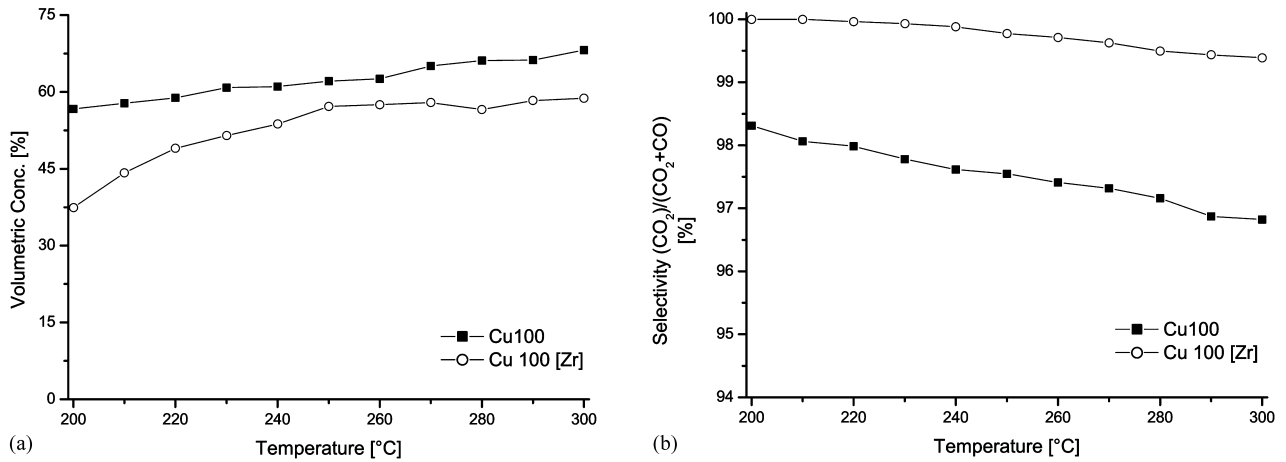 75
60
45
30
15
0
Volumetric Conc. [%]
Cu100
Cu 100 [Zr]
200 220 240 260 280 300
Temperature [°C]
(a)
100
99
98
97
96
95
94
Selectivity (CO₂)/(CO₂+CO)
[%]
Cu100
Cu 100 [Zr]
200 220 240 260 280 300
Temperature [°C]
(b)